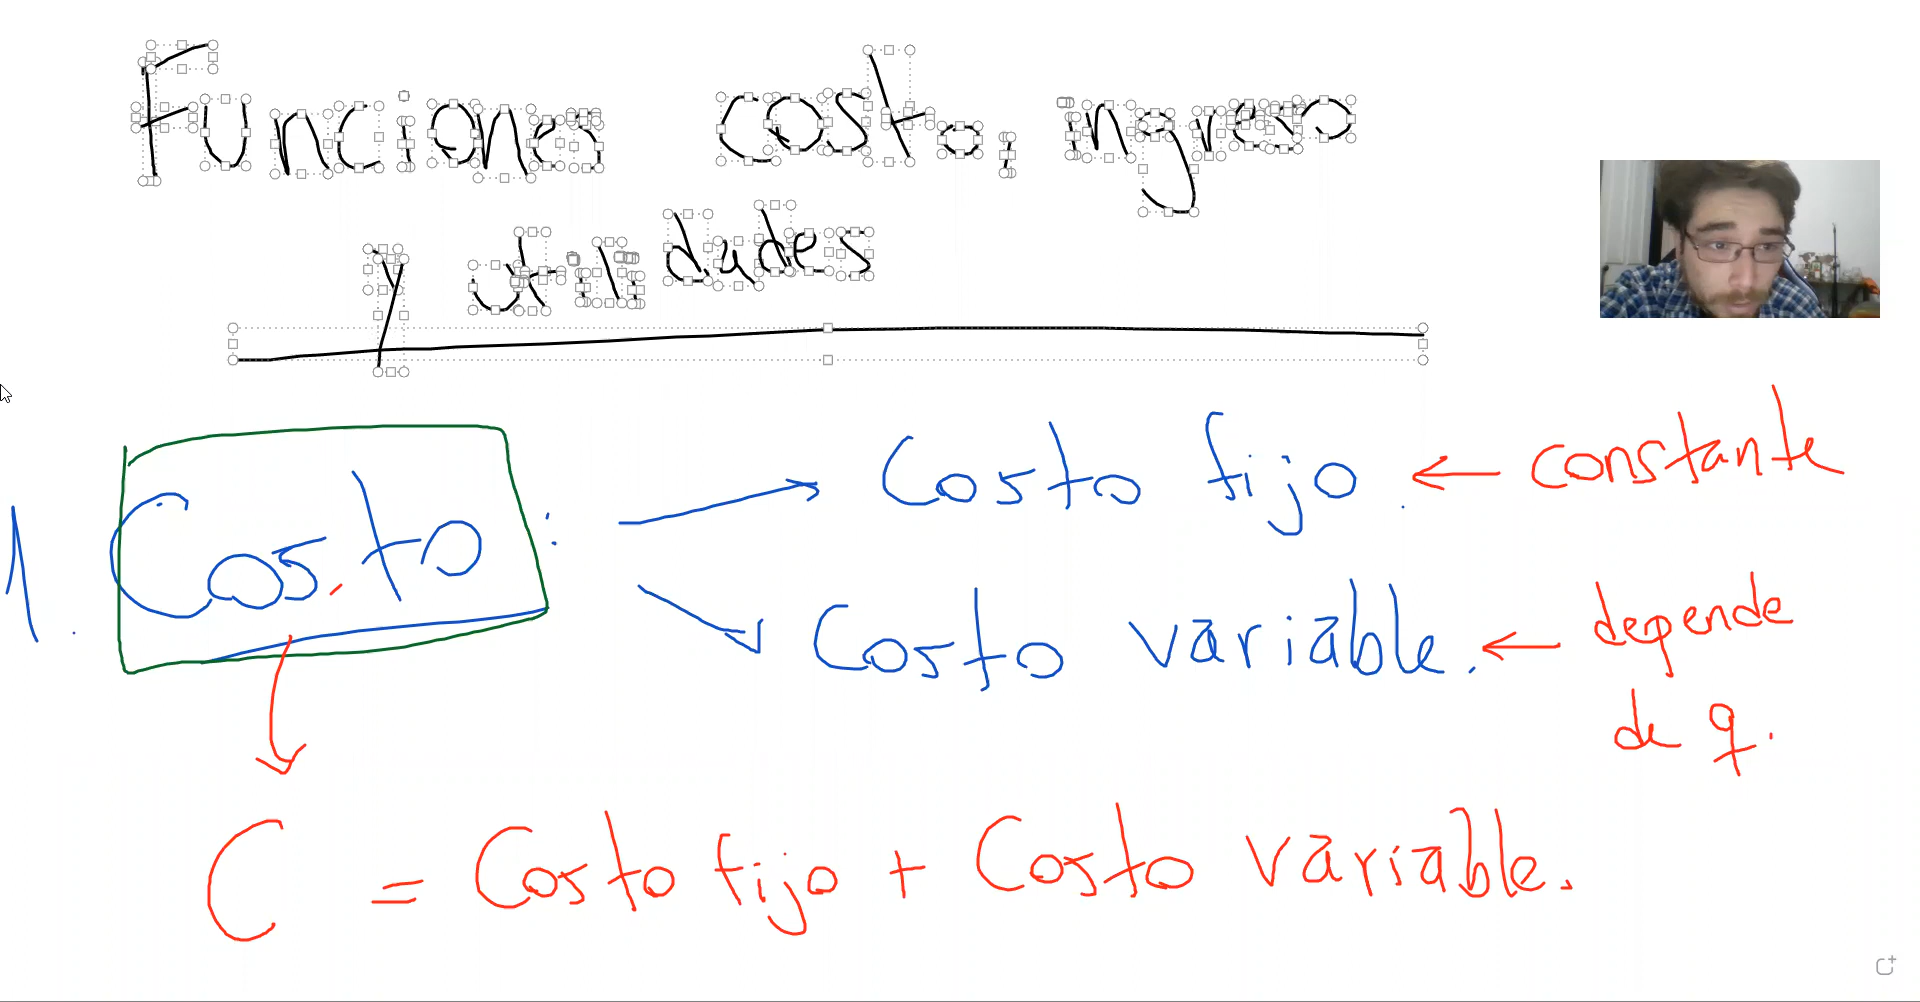 Funciones costo, ingreso
y utilidades
1. Costo: → Costo fijo. ← constante
Costo variable. ← depende
de q.
C = Costo fijo + Costo variable.